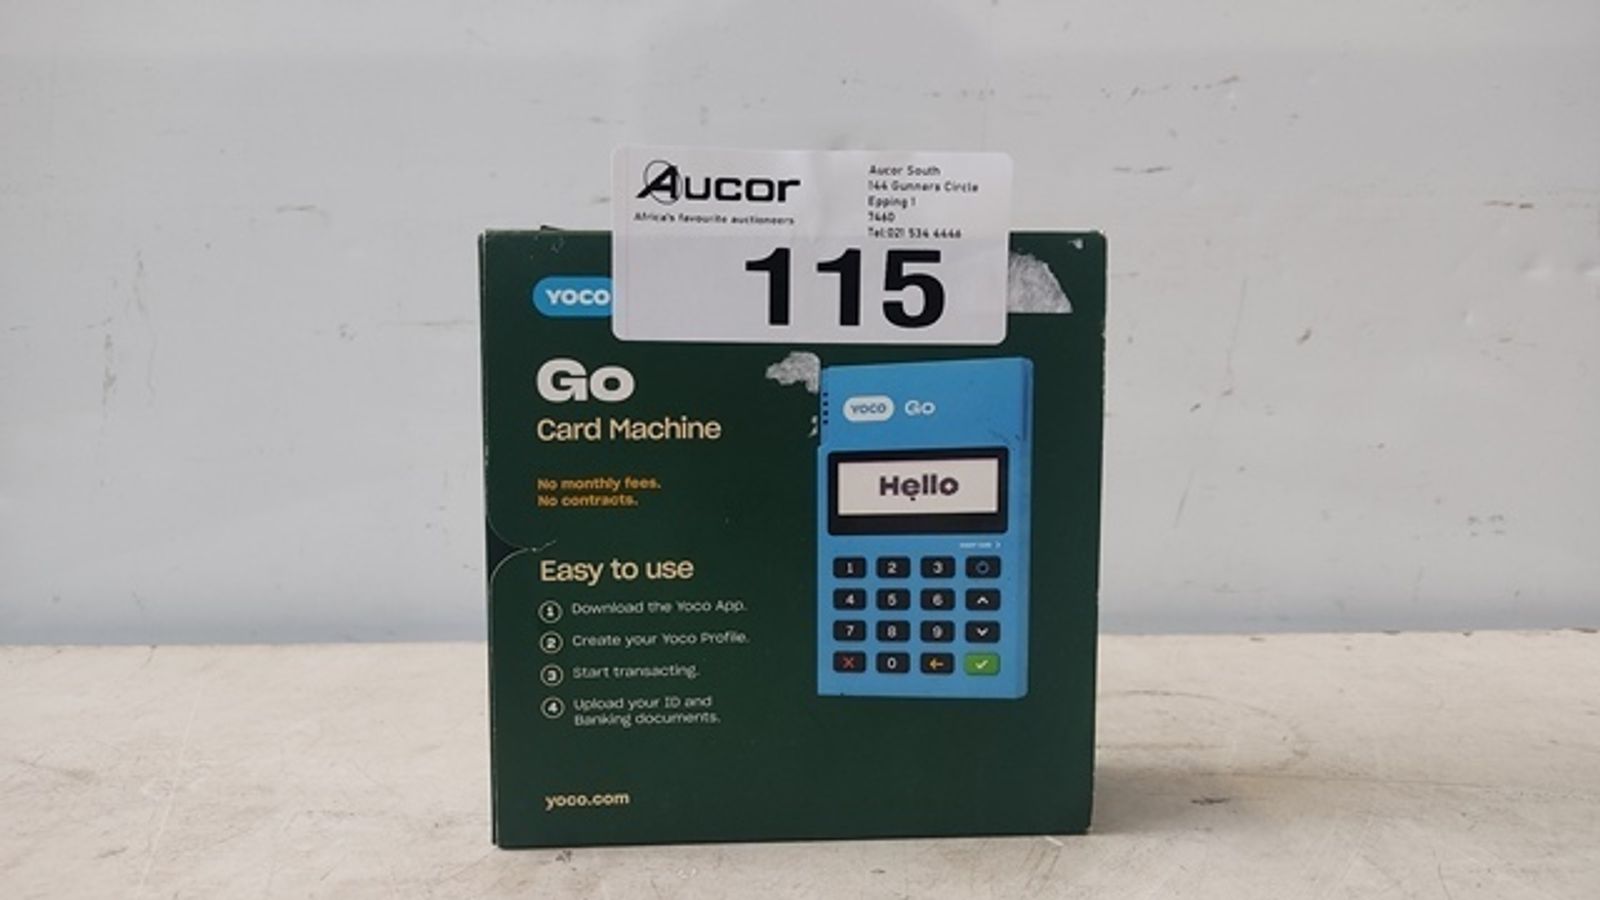 Aucor
Africa's favourite auctioneers
Aucor South
144 Gunners Circle
Epping 1
7460
Tel:021 534 4444
115
YOCO
Go
Card Machine
No monthly fees.
No contracts.
Easy to use
1 Download the Yoco App.
2 Create your Yoco Profile.
3 Start transacting.
4 Upload your ID and
Banking documents.
yoco.com
YOCO Go
Hello
1 2 3
4 5 6
7 8 9
0